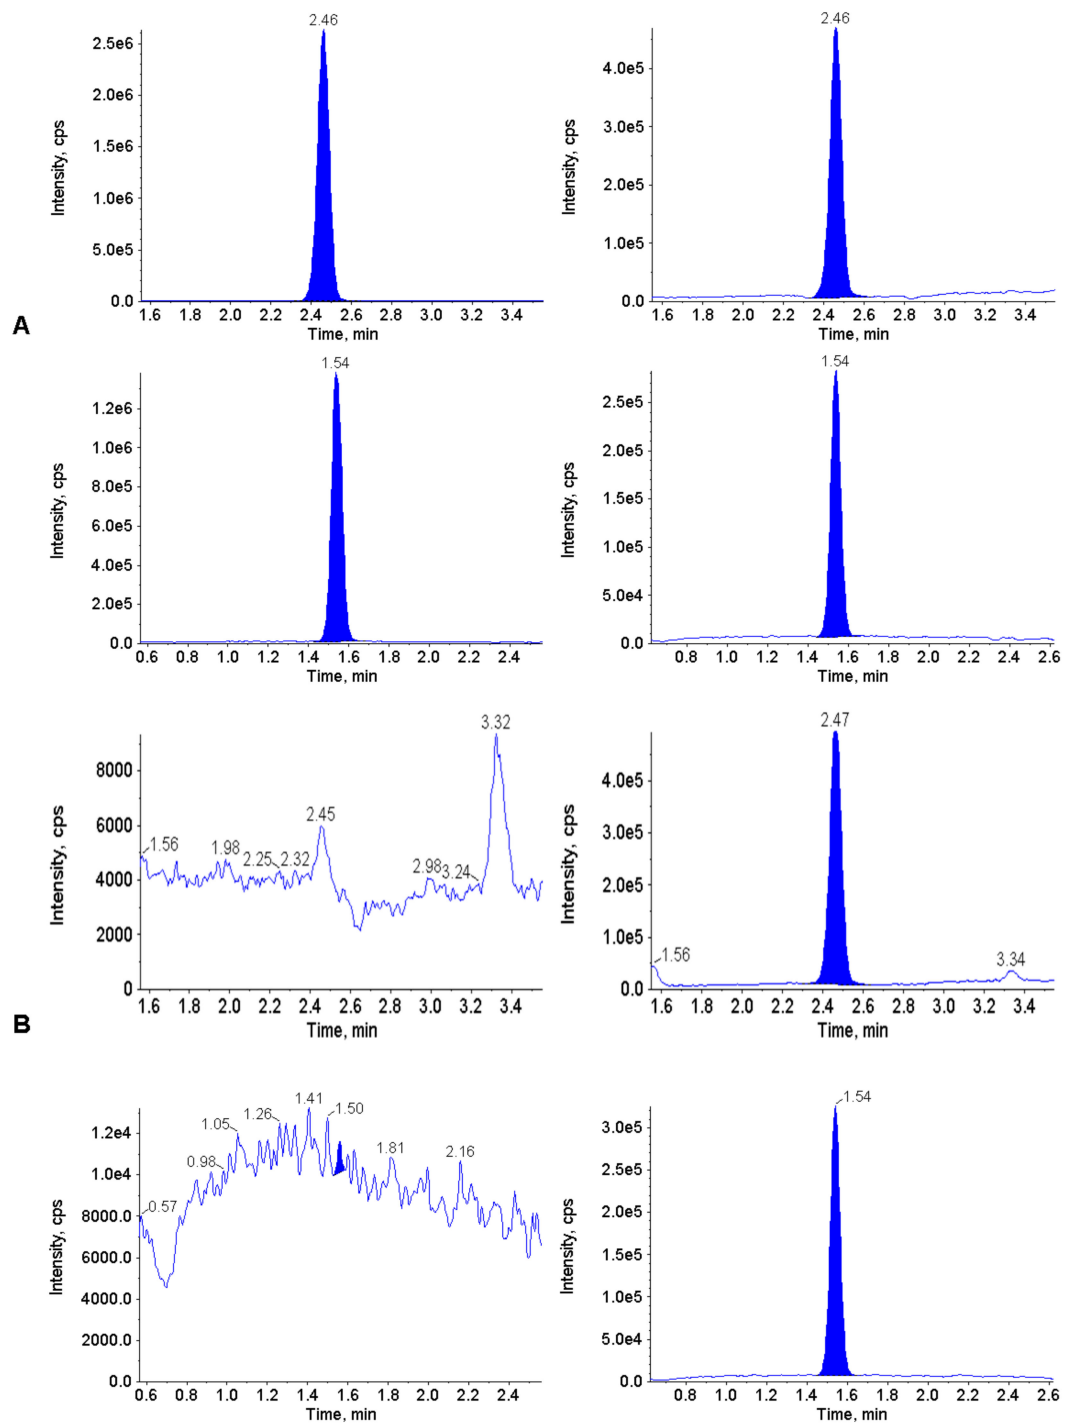 2.46
2.5e6
2.0e6
1.5e6
1.0e6
5.0e5
0.0
Intensity, cps
1.6 1.8 2.0 2.2 2.4 2.6 2.8 3.0 3.2 3.4
Time, min
2.46
4.0e5
3.0e5
2.0e5
1.0e5
0.0
Intensity, cps
1.6 1.8 2.0 2.2 2.4 2.6 2.8 3.0 3.2 3.4
Time, min
A
1.54
1.2e6
1.0e6
8.0e5
6.0e5
4.0e5
2.0e5
0.0
Intensity, cps
0.6 0.8 1.0 1.2 1.4 1.6 1.8 2.0 2.2 2.4
Time, min
1.54
2.5e5
2.0e5
1.5e5
1.0e5
5.0e4
0.0
Intensity, cps
0.8 1.0 1.2 1.4 1.6 1.8 2.0 2.2 2.4 2.6
Time, min
3.32
2.45
1.56 1.98 2.25 2.32 2.98 3.24
8000
6000
4000
2000
0
Intensity, cps
1.6 1.8 2.0 2.2 2.4 2.6 2.8 3.0 3.2 3.4
Time, min
2.47
1.56 3.34
4.0e5
3.0e5
2.0e5
1.0e5
0.0
Intensity, cps
1.6 1.8 2.0 2.2 2.4 2.6 2.8 3.0 3.2 3.4
Time, min
B
0.57 0.98 1.05 1.26 1.41 1.50 1.81 2.16
1.2e4
1.0e4
8000.0
6000.0
4000.0
2000.0
0.0
Intensity, cps
0.6 0.8 1.0 1.2 1.4 1.6 1.8 2.0 2.2 2.4
Time, min
1.54
3.0e5
2.5e5
2.0e5
1.5e5
1.0e5
5.0e4
0.0
Intensity, cps
0.8 1.0 1.2 1.4 1.6 1.8 2.0 2.2 2.4 2.6
Time, min